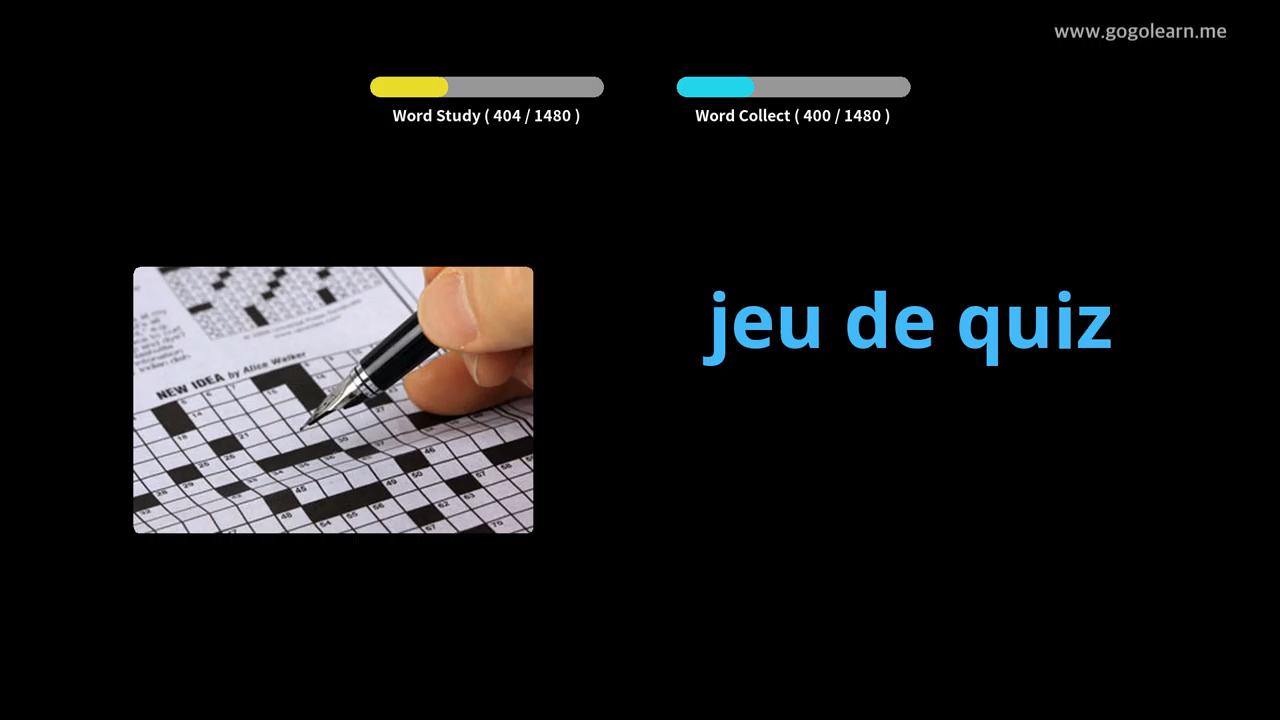 www.gogolearn.me
Word Study ( 404 / 1480 )
Word Collect ( 400 / 1480 )
jeu de quiz
NEW IDEA by Alice Walker